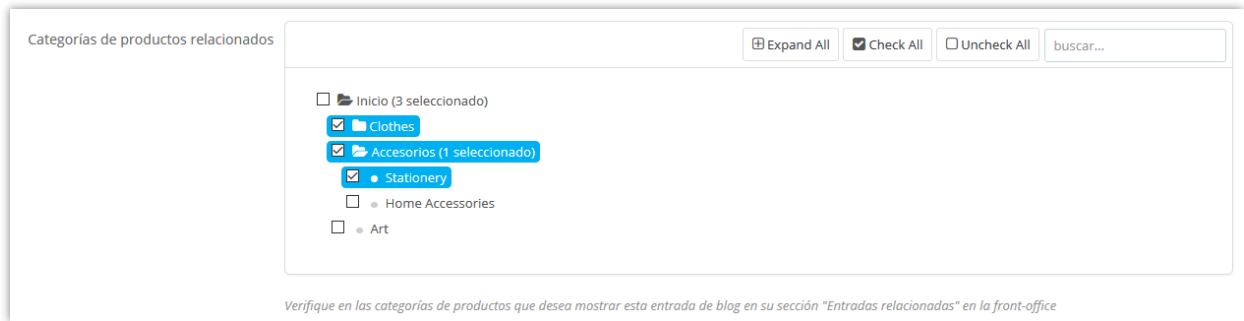 Categorías de productos relacionados
Expand All Check All Uncheck All buscar...
Inicio (3 seleccionado)
Clothes
Accesorios (1 seleccionado)
Stationery
Home Accessories
Art
Verifique en las categorías de productos que desea mostrar esta entrada de blog en su sección "Entradas relacionadas" en la front-office